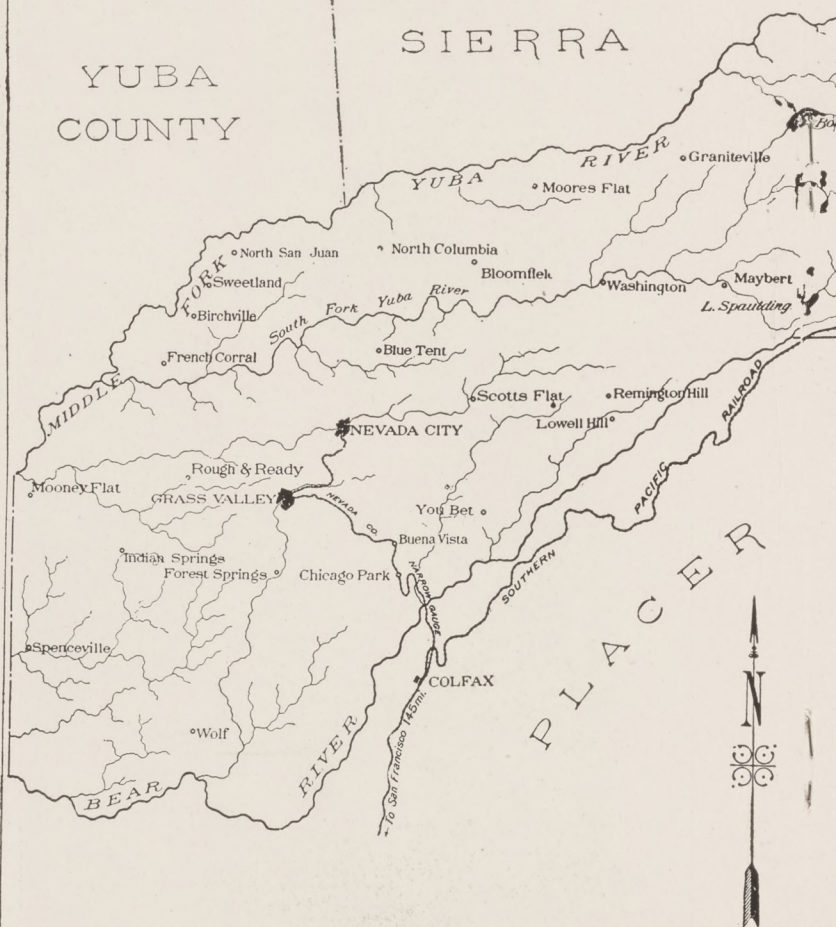 SIERRA
YUBA
COUNTY
YUBA RIVER
Graniteville
Moores Flat
North San Juan
North Columbia
Bloomfiel
Sweetland
FORK
Washington
Maybert
L. Spaulding
Birchville
South Fork Yuba River
French Corral
Blue Tent
MIDDLE
Scotts Flat
Remington Hill
Lowell Hill
RAILROAD
NEVADA CITY
Rough & Ready
Mooney Flat
GRASS VALLEY
NEVADA CO.
You Bet
PACIFIC
Buena Vista
Indian Springs
Forest Springs
Chicago Park
NARROW GAUGE
SOUTHERN
PLACER
Spenceville
COLFAX
N
Wolf
RIVER
To San Francisco 145 mi.
BEAR